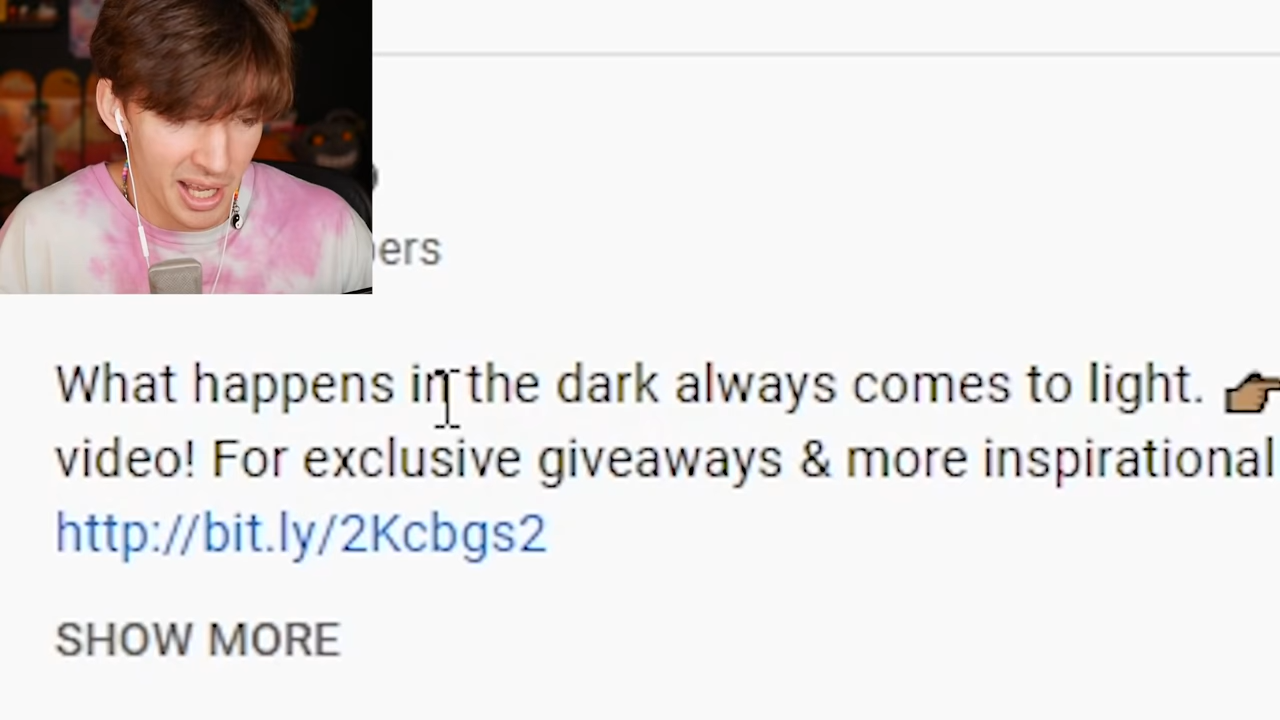 What happens in the dark always comes to light.
video! For exclusive giveaways & more inspirational
http://bit.ly/2Kcbgs2
SHOW MORE